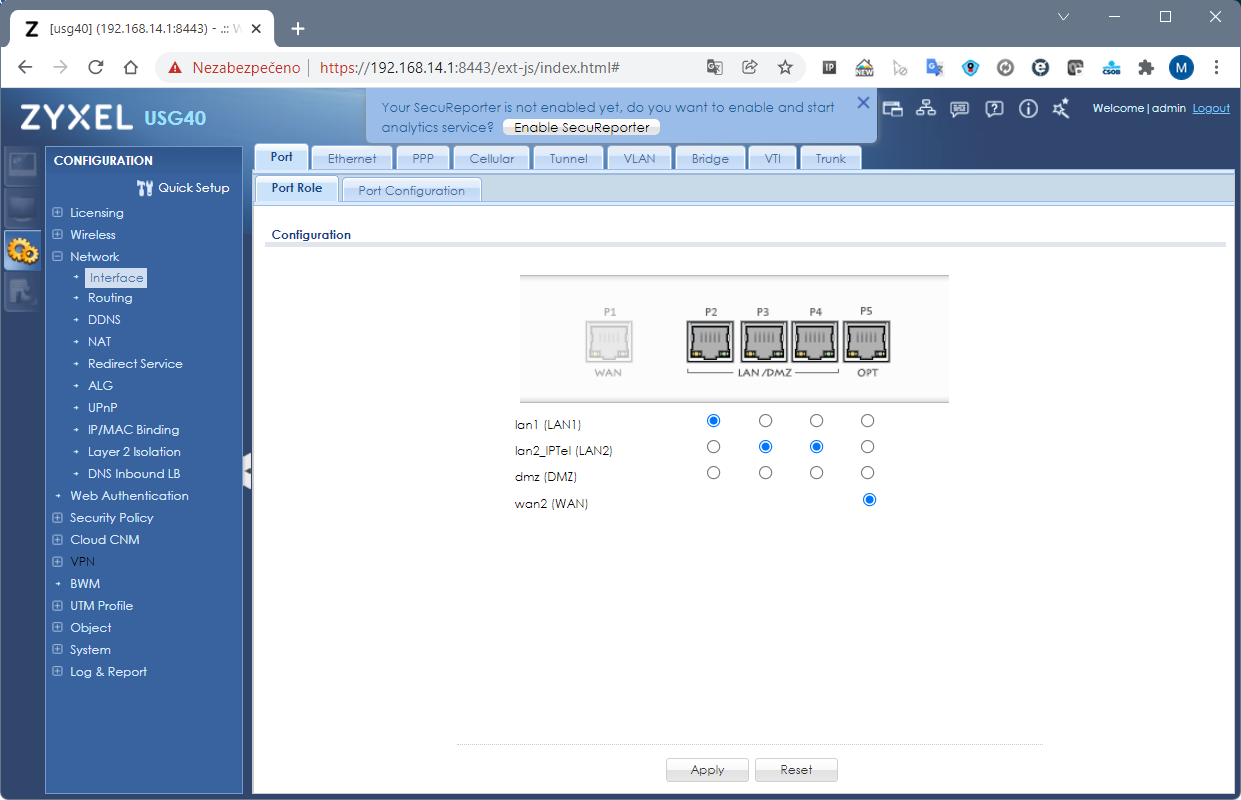 [usg40] (192.168.14.1:8443) - .::
Nezabezpečeno | https://192.168.14.1:8443/ext-js/index.html#
IP NEW ČSOB M
ZYXEL USG40
Your SecuReporter is not enabled yet, do you want to enable and start
analytics service? Enable SecuReporter
Welcome | admin Logout
CONFIGURATION
Quick Setup
Licensing
Wireless
Network
Interface
Routing
DDNS
NAT
Redirect Service
ALG
UPnP
IP/MAC Binding
Layer 2 Isolation
DNS Inbound LB
Web Authentication
Security Policy
Cloud CNM
VPN
BWM
UTM Profile
Object
System
Log & Report
Port Ethernet PPP Cellular Tunnel VLAN Bridge VTI Trunk
Port Role Port Configuration
Configuration
P1 P2 P3 P4 P5
WAN LAN /DMZ OPT
lan1 (LAN1)
lan2_IPTel (LAN2)
dmz (DMZ)
wan2 (WAN)
Apply Reset